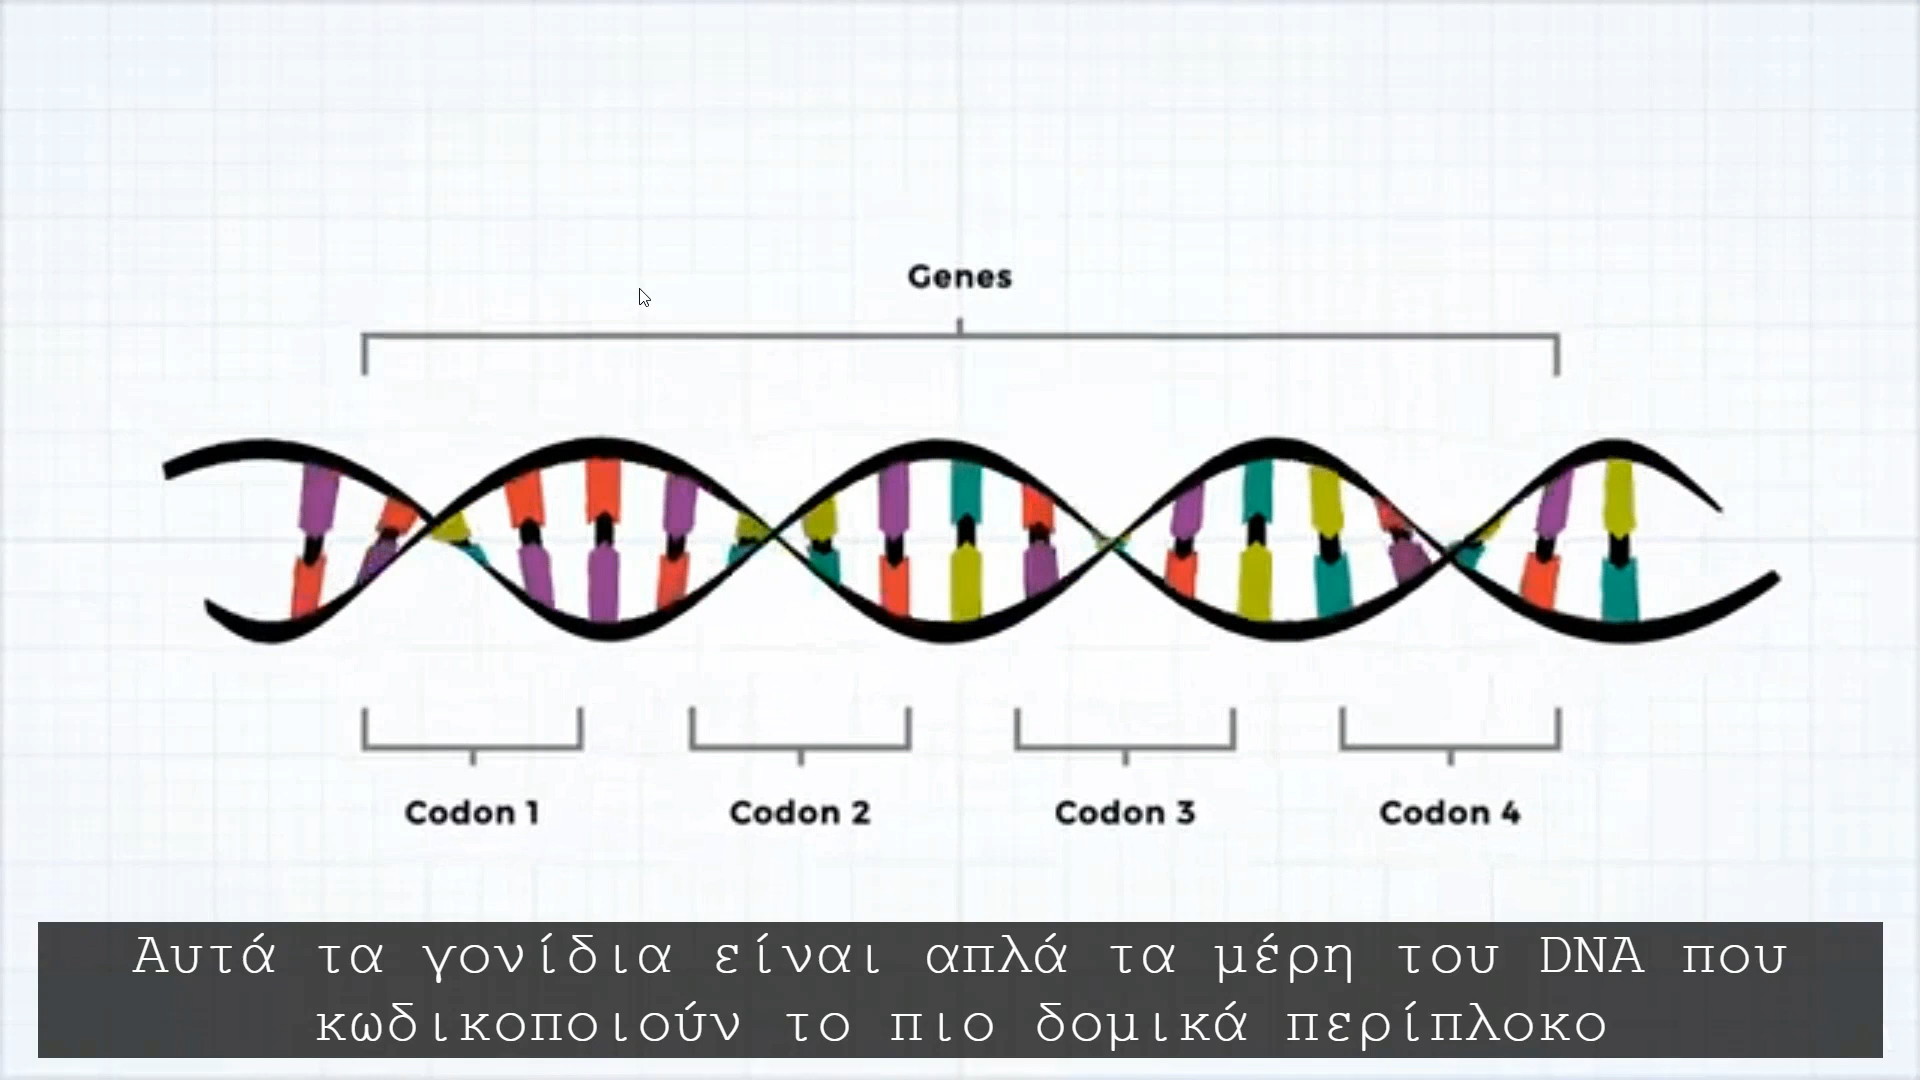 Genes
Codon 1
Codon 2
Codon 3
Codon 4
Αυτά τα γονίδια είναι απλά τα μέρη του DNA που
κωδικοποιούν το πιο δομικά περίπλοκο